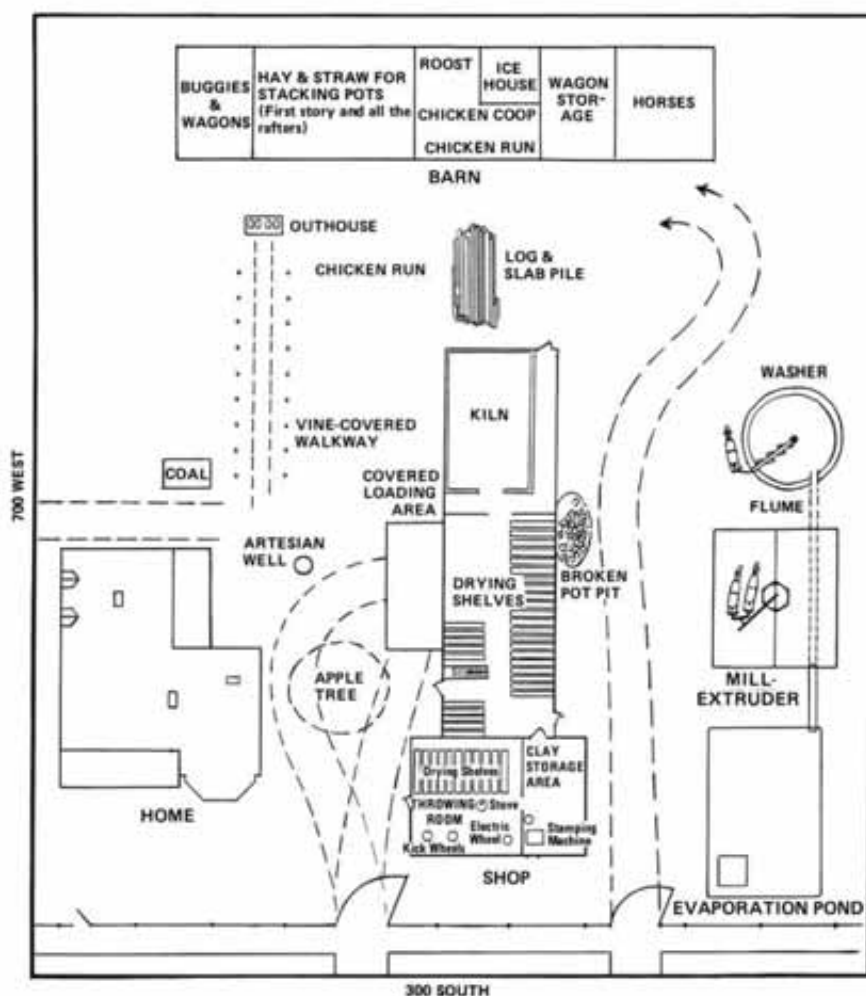 BUGGIES
&
WAGONS
HAY & STRAW FOR
STACKING POTS
(First story and all the
rafters)
ROOST
ICE
HOUSE
CHICKEN COOP
CHICKEN RUN
WAGON
STOR-
AGE
HORSES
BARN
OUTHOUSE
CHICKEN RUN
LOG &
SLAB PILE
KILN
WASHER
VINE-COVERED
WALKWAY
COAL
COVERED
LOADING
AREA
700 WEST
FLUME
ARTESIAN
WELL
DRYING
SHELVES
BROKEN
POT PIT
APPLE
TREE
MILL-
EXTRUDER
CLAY
STORAGE
AREA
Drying Shelves
THROWING
ROOM
Stove
Electric
Wheel
Kick Wheels
Stamping
Machine
HOME
SHOP
EVAPORATION POND
300 SOUTH